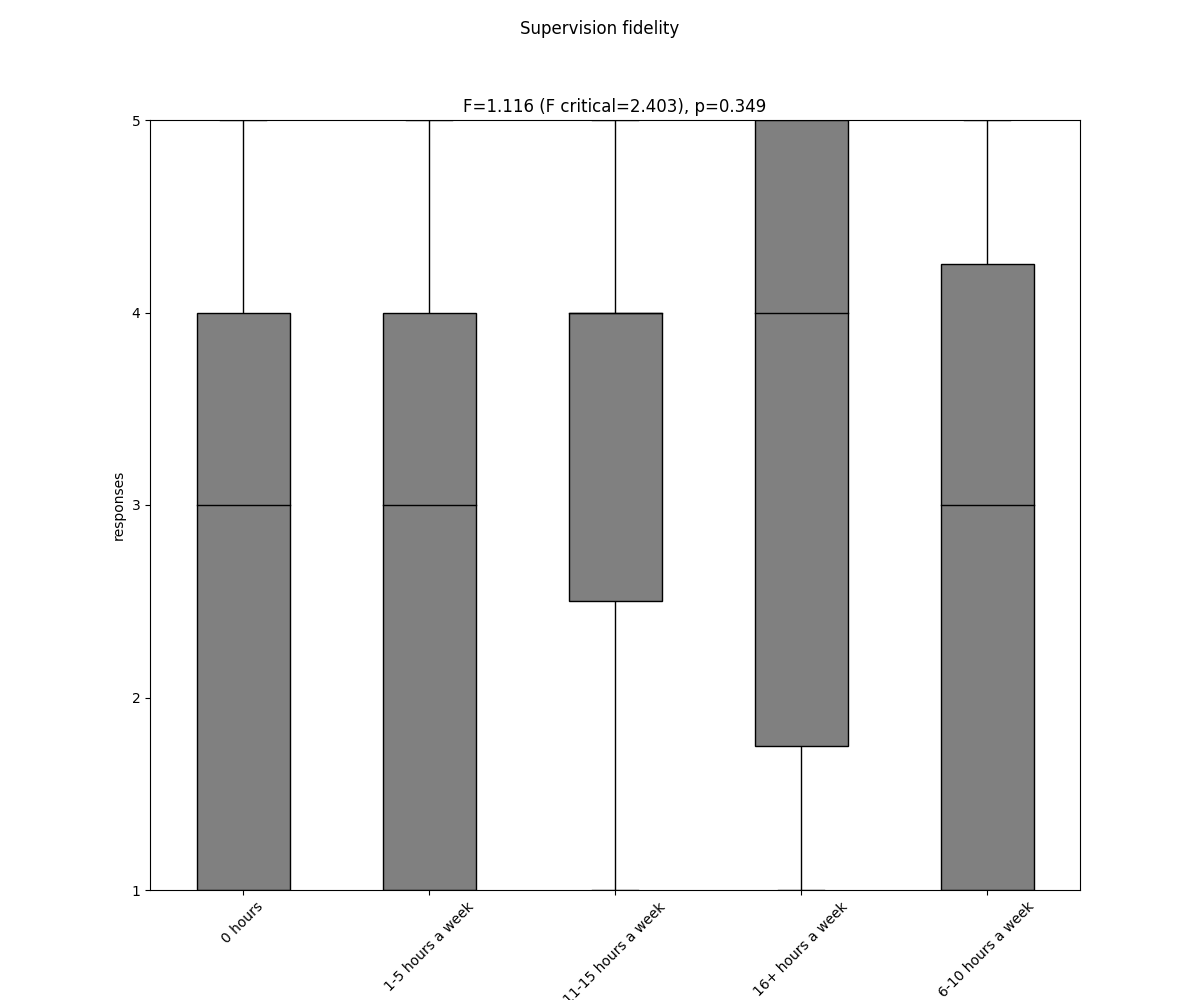 Supervision fidelity
F=1.116 (F critical=2.403), p=0.349
5
4
3
2
1
responses
0 hours
1-5 hours a week
11-15 hours a week
16+ hours a week
6-10 hours a week